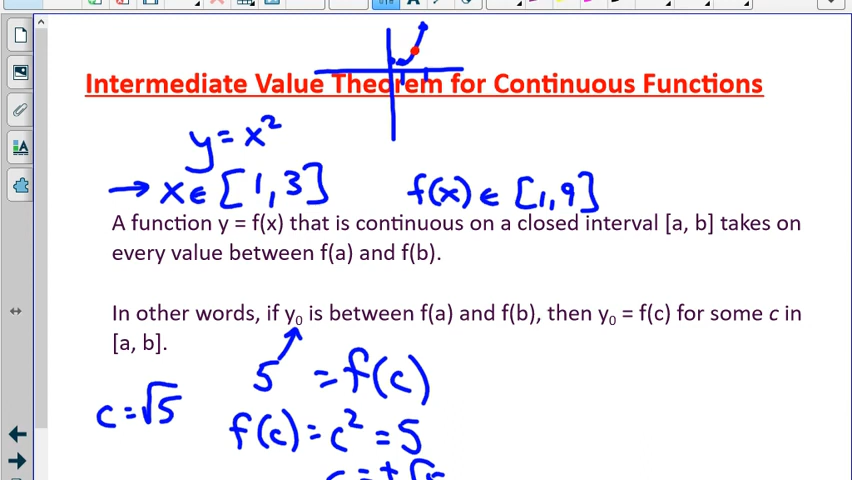 Intermediate Value Theorem for Continuous Functions
y = x²
→ x ∈ [1, 3] f(x) ∈ [1, 9]
A function y = f(x) that is continuous on a closed interval [a, b] takes on
every value between f(a) and f(b).
In other words, if y₀ is between f(a) and f(b), then y₀ = f(c) for some c in
[a, b].
5 = f(c)
c = √5
f(c) = c² = 5